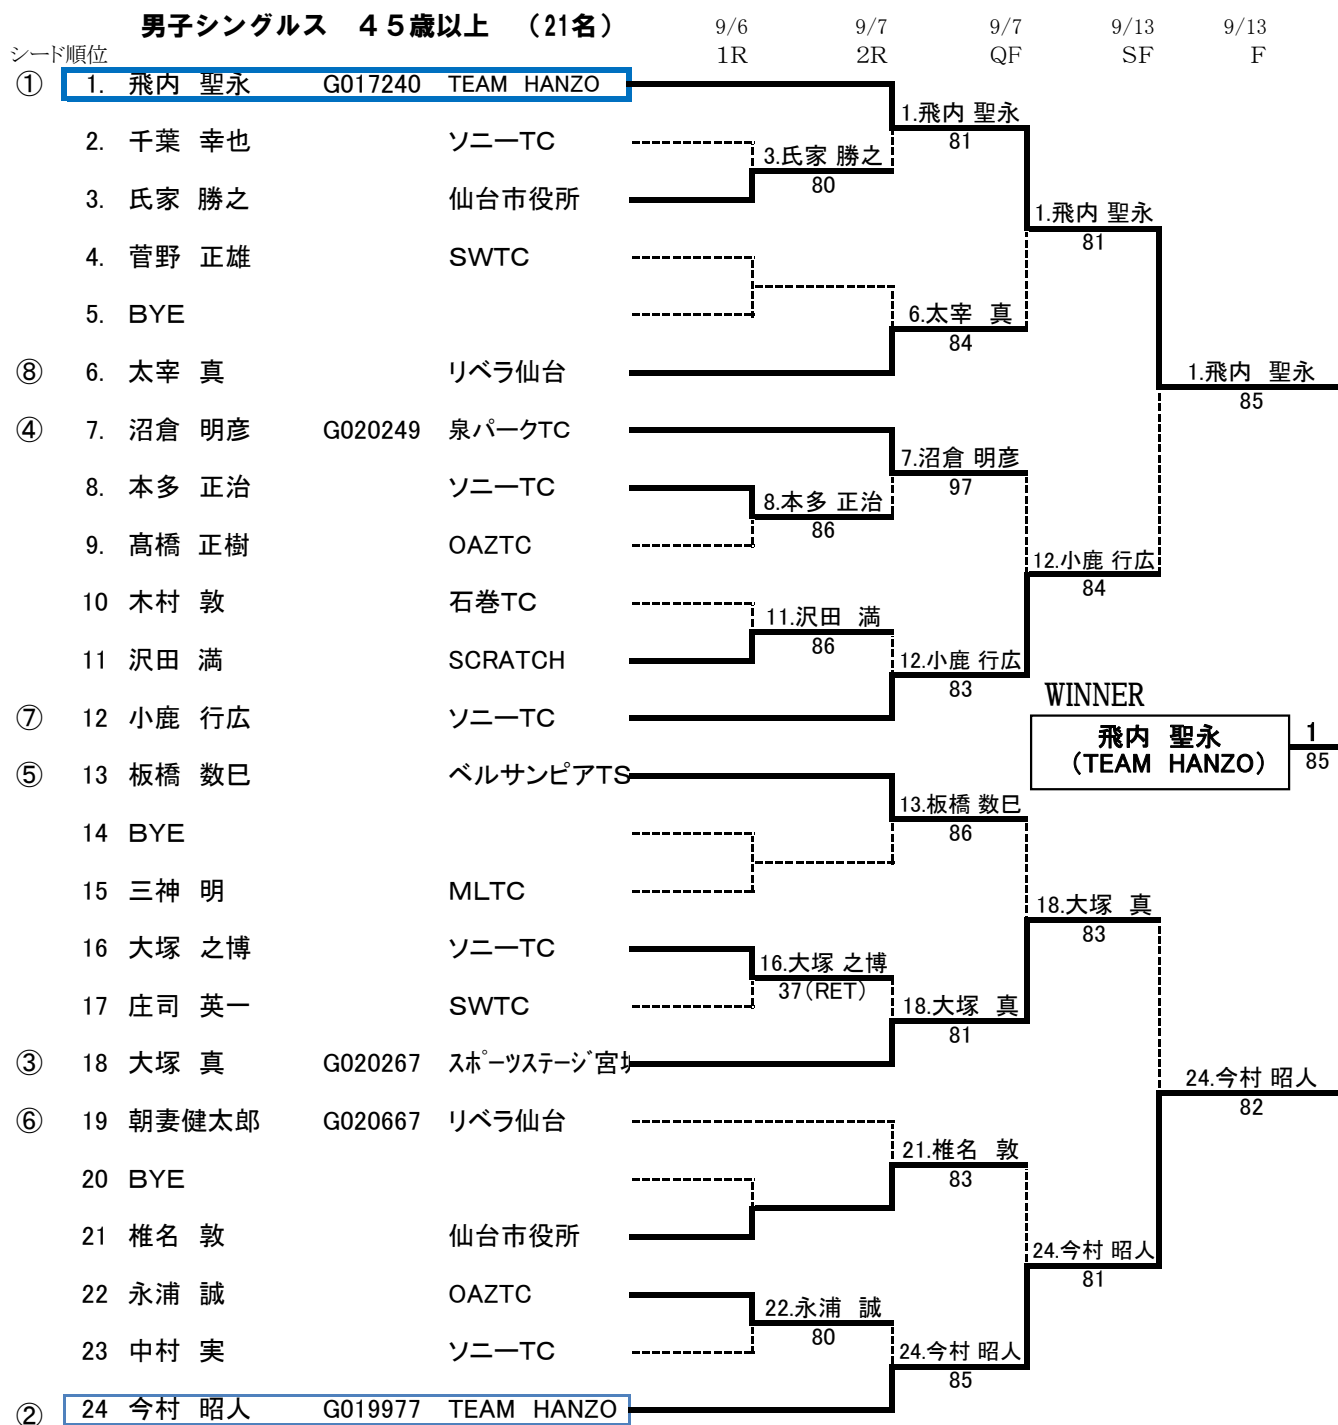 男子シングルス ４５歳以上 （21名） 9/6 9/7 9/7 9/13 9/13
シード順位 1R 2R QF SF F
① 1. 飛内 聖永 G017240 TEAM HANZO
1.飛内 聖永
81
2. 千葉 幸也 ソニーTC
3.氏家 勝之
80
3. 氏家 勝之 仙台市役所
1.飛内 聖永
81
4. 菅野 正雄 SWTC
5. BYE
6.太宰 真
84
⑧ 6. 太宰 真 リベラ仙台
1.飛内 聖永
85
④ 7. 沼倉 明彦 G020249 泉パークTC
7.沼倉 明彦
97
8. 本多 正治 ソニーTC
8.本多 正治
86
9. 髙橋 正樹 OAZTC
12.小鹿 行広
84
10 木村 敦 石巻TC
11.沢田 満
86
11 沢田 満 SCRATCH
12.小鹿 行広
83
⑦ 12 小鹿 行広 ソニーTC
WINNER
飛内 聖永
（TEAM HANZO）
1
85
⑤ 13 板橋 数巳 ベルサンピアTS
13.板橋 数巳
86
14 BYE
15 三神 明 MLTC
18.大塚 真
83
16 大塚 之博 ソニーTC
16.大塚 之博
37(RET)
17 庄司 英一 SWTC
18.大塚 真
81
③ 18 大塚 真 G020267 スポーツステージ宮
24.今村 昭人
82
⑥ 19 朝妻健太郎 G020667 リベラ仙台
21.椎名 敦
83
20 BYE
21 椎名 敦 仙台市役所
24.今村 昭人
81
22 永浦 誠 OAZTC
22.永浦 誠
80
23 中村 実 ソニーTC
24.今村 昭人
85
② 24 今村 昭人 G019977 TEAM HANZO